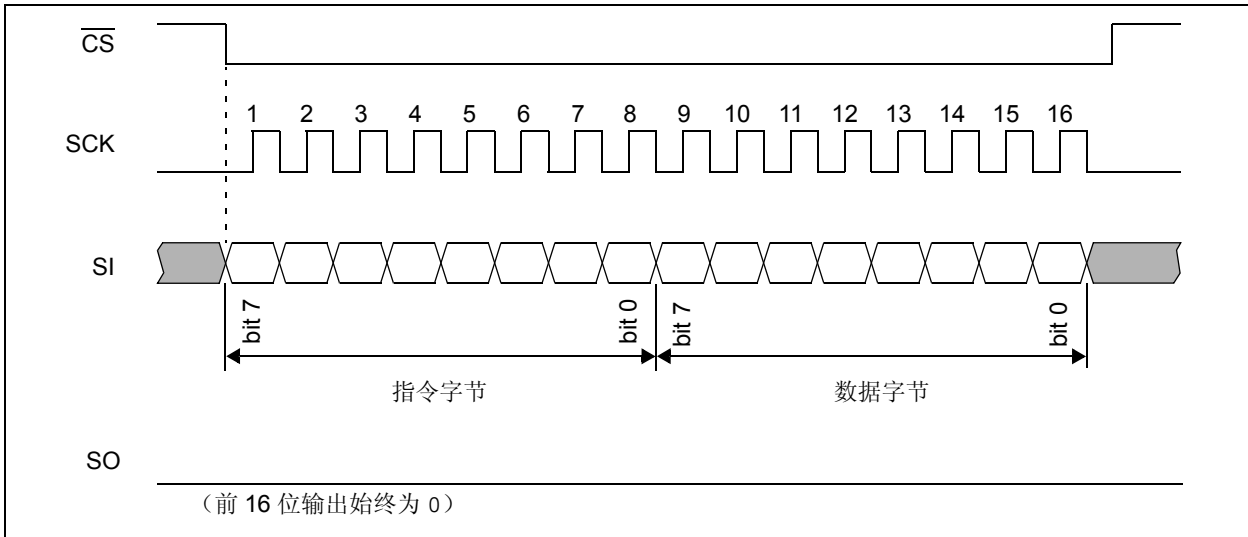 CS
1 2 3 4 5 6 7 8 9 10 11 12 13 14 15 16
SCK
SI
bit 7 bit 0 bit 7 bit 0
指令字节 数据字节
SO
（前 16 位输出始终为 0）